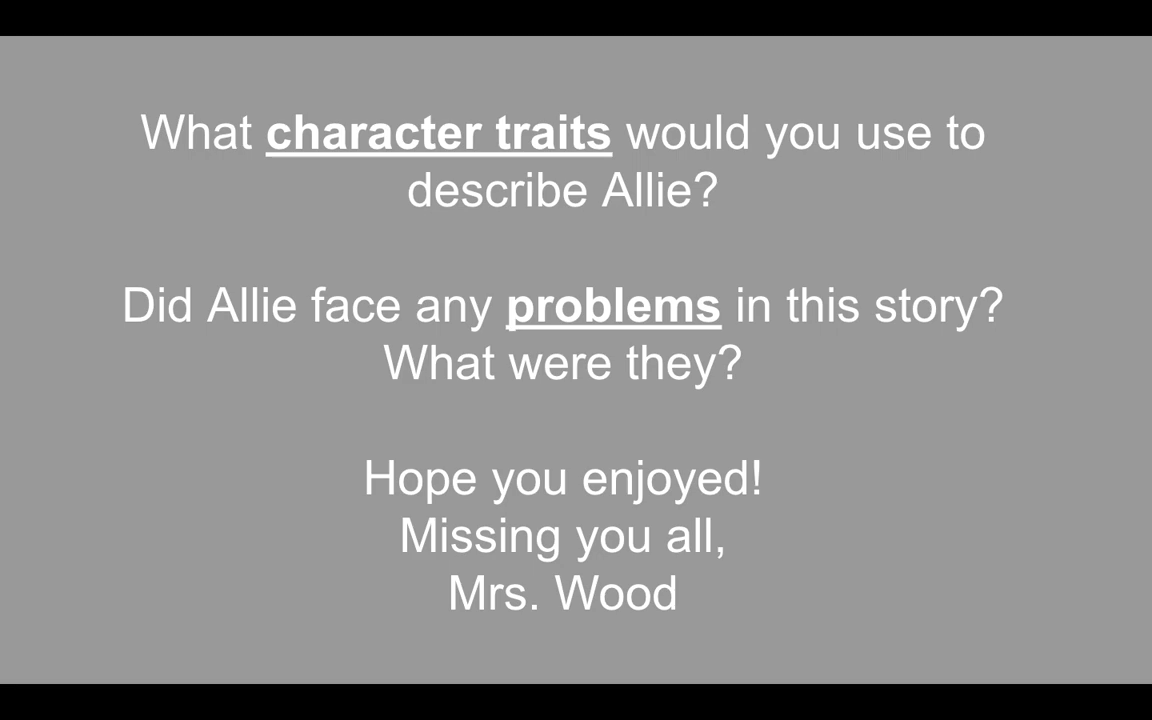 What character traits would you use to
describe Allie?
Did Allie face any problems in this story?
What were they?
Hope you enjoyed!
Missing you all,
Mrs. Wood